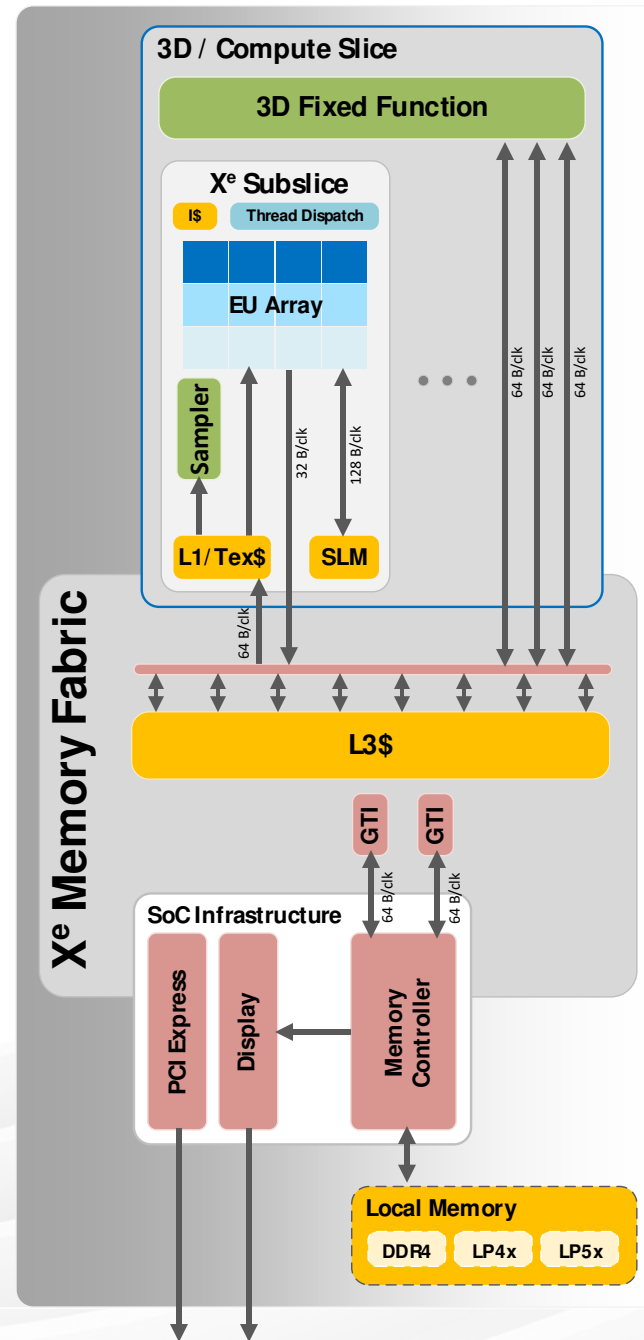 3D / Compute Slice
3D Fixed Function
Xᵉ Subslice
I$
Thread Dispatch
EU Array
Sampler
32 B/clk
128 B/clk
64 B/clk
64 B/clk
64 B/clk
L1/ Tex$
SLM
64 B/clk
Xᵉ Memory Fabric
L3$
GTI
GTI
64 B/clk
64 B/clk
SoC Infrastructure
PCI Express
Display
Memory
Controller
Local Memory
DDR4
LP4x
LP5x